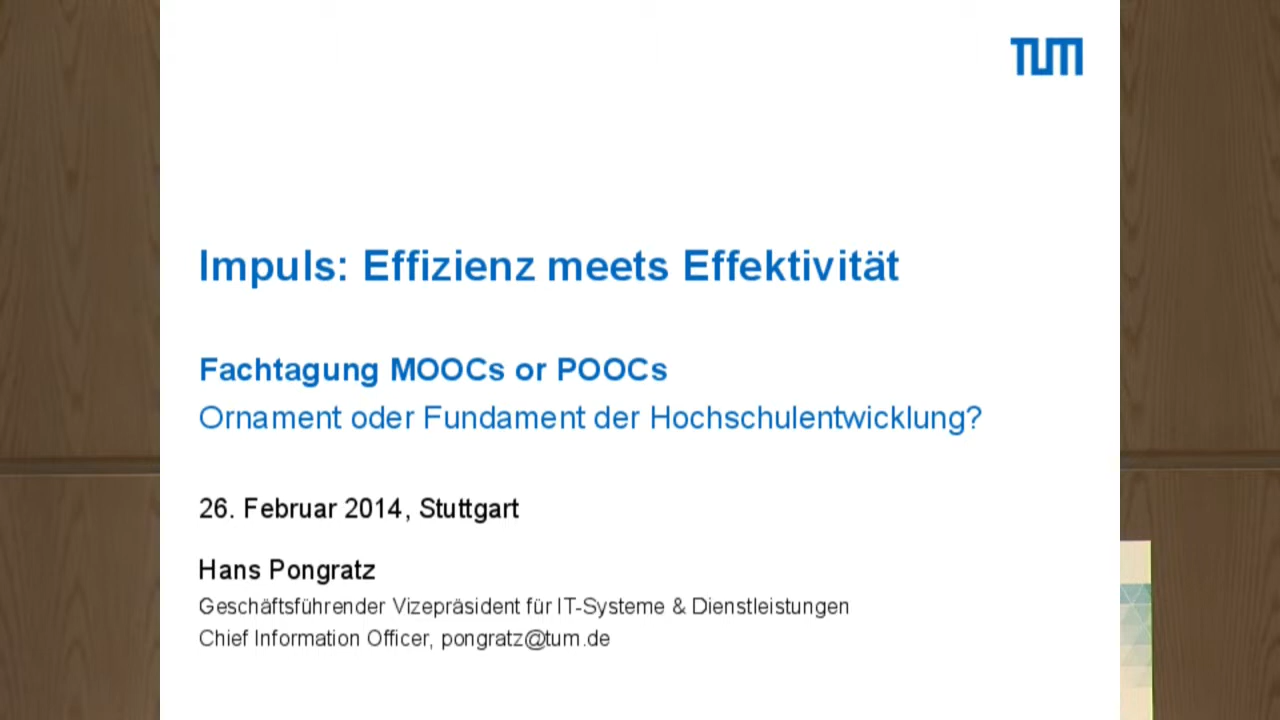 TUM
Impuls: Effizienz meets Effektivität
Fachtagung MOOCs or POOCs
Ornament oder Fundament der Hochschulentwicklung?
26. Februar 2014, Stuttgart
Hans Pongratz
Geschäftsführender Vizepräsident für IT-Systeme & Dienstleistungen
Chief Information Officer, pongratz@tum.de